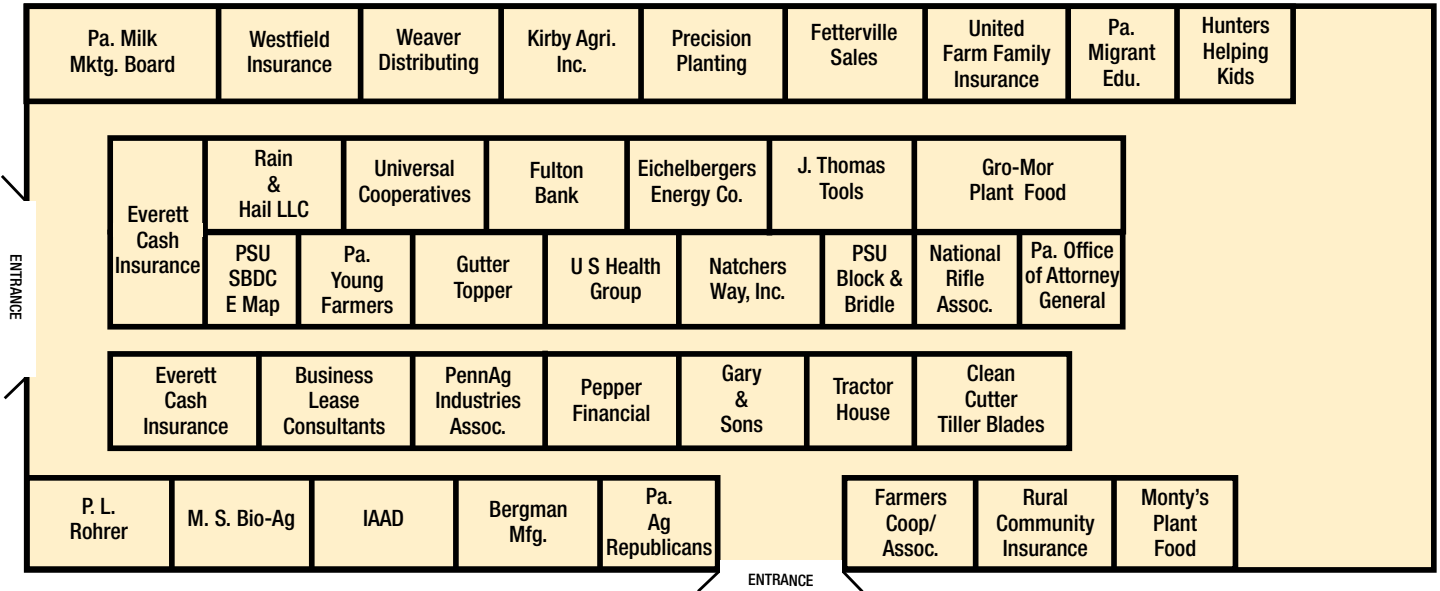 Pa. Milk
Mktg. Board
Westfield
Insurance
Weaver
Distributing
Kirby Agri.
Inc.
Precision
Planting
Fetterville
Sales
United
Farm Family
Insurance
Pa.
Migrant
Edu.
Hunters
Helping
Kids
ENTRANCE
Everett
Cash
Insurance
Rain
&
Hail LLC
Universal
Cooperatives
Fulton
Bank
Eichelbergers
Energy Co.
J. Thomas
Tools
Gro-Mor
Plant Food
PSU
SBDC
E Map
Pa.
Young
Farmers
Gutter
Topper
U S Health
Group
Natchers
Way, Inc.
PSU
Block &
Bridle
National
Rifle
Assoc.
Pa. Office
of Attorney
General
Everett
Cash
Insurance
Business
Lease
Consultants
PennAg
Industries
Assoc.
Pepper
Financial
Gary
&
Sons
Tractor
House
Clean
Cutter
Tiller Blades
P. L.
Rohrer
M. S. Bio-Ag
IAAD
Bergman
Mfg.
Pa.
Ag
Republicans
Farmers
Coop/
Assoc.
Rural
Community
Insurance
Monty's
Plant
Food
ENTRANCE